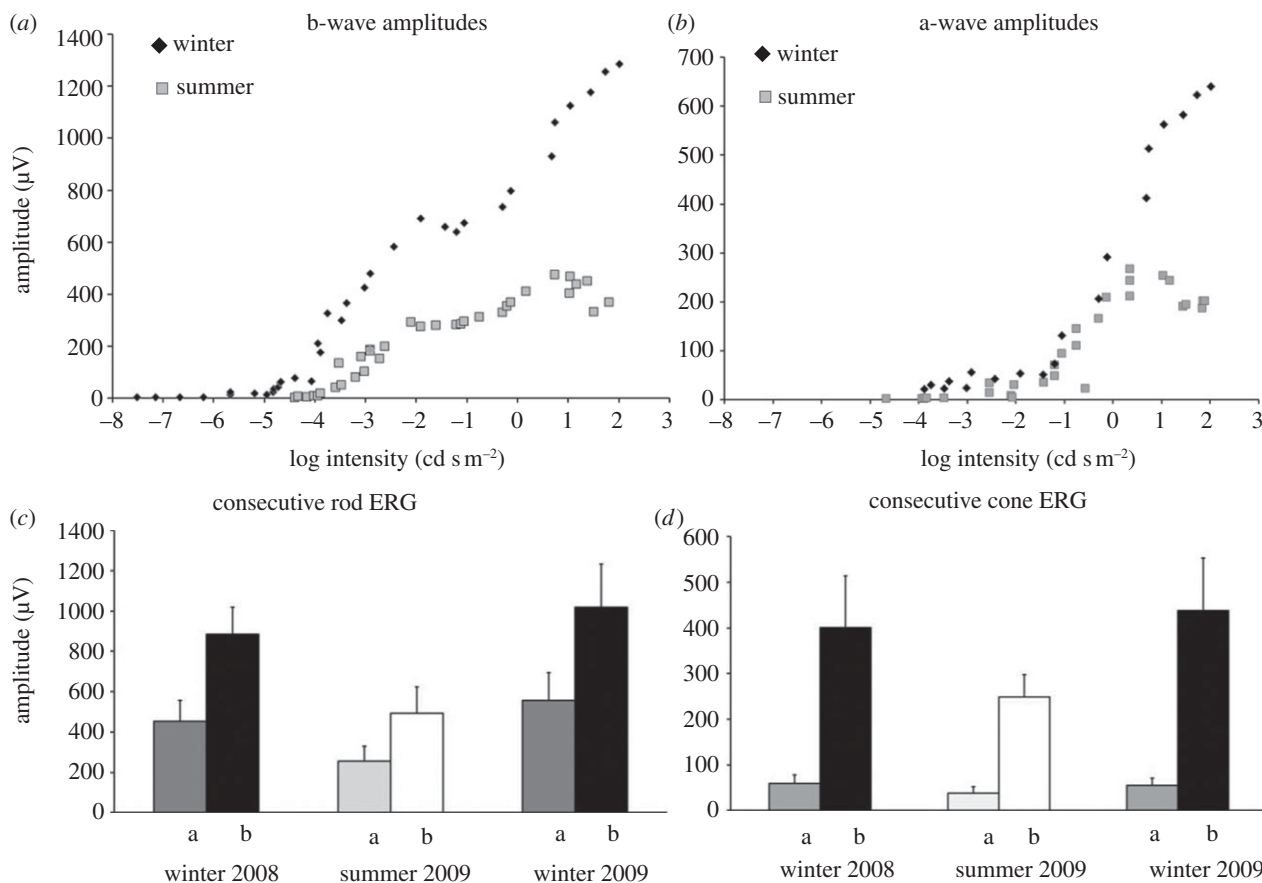 (a) b-wave amplitudes
1400
1200
1000
800
600
400
200
0
amplitude (µV)
winter
summer
–8 –7 –6 –5 –4 –3 –2 –1 0 1 2 3
log intensity (cd s m⁻²)
(b) a-wave amplitudes
700
600
500
400
300
200
100
0
winter
summer
–8 –7 –6 –5 –4 –3 –2 –1 0 1 2 3
log intensity (cd s m⁻²)
(c) consecutive rod ERG
1400
1200
1000
800
600
400
200
0
amplitude (µV)
a b a b a b
winter 2008 summer 2009 winter 2009
(d) consecutive cone ERG
600
500
400
300
200
100
0
a b a b a b
winter 2008 summer 2009 winter 2009